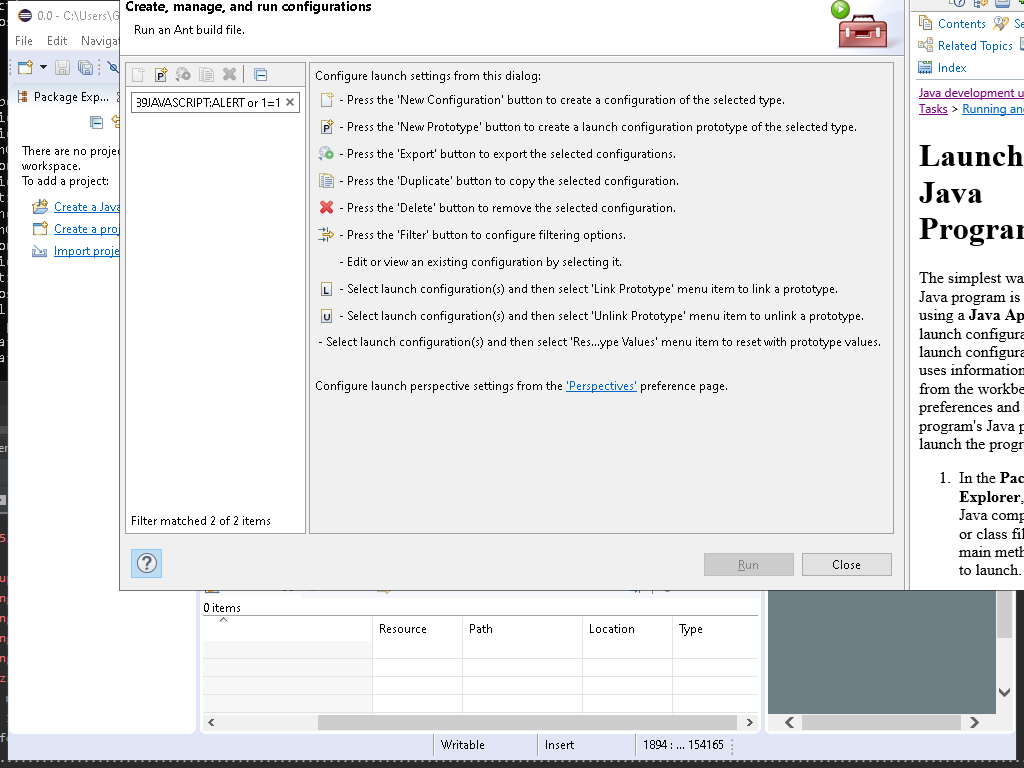 Create, manage, and run configurations
Run an Ant build file.
0.0 - C:\Users\G
File Edit Navigat
Package Exp...
There are no proje
workspace.
To add a project:
Create a Java
Create a proj
Import proje
39JAVASCRIPT:ALERT or 1=1
Filter matched 2 of 2 items
Configure launch settings from this dialog:
- Press the 'New Configuration' button to create a configuration of the selected type.
- Press the 'New Prototype' button to create a launch configuration prototype of the selected type.
- Press the 'Export' button to export the selected configurations.
- Press the 'Duplicate' button to copy the selected configuration.
- Press the 'Delete' button to remove the selected configuration.
- Press the 'Filter' button to configure filtering options.
- Edit or view an existing configuration by selecting it.
L - Select launch configuration(s) and then select 'Link Prototype' menu item to link a prototype.
U - Select launch configuration(s) and then select 'Unlink Prototype' menu item to unlink a prototype.
- Select launch configuration(s) and then select 'Res...ype Values' menu item to reset with prototype values.
Configure launch perspective settings from the 'Perspectives' preference page.
? Run Close
Contents Se
Related Topics
Index
Java development u
Tasks > Running an
Launch
Java
Program
The simplest wa
Java program is
using a Java Ap
launch configura
launch configura
uses information
from the workbe
preferences and
program's Java p
launch the progr
1. In the Pac
Explorer,
Java comp
or class fil
main meth
to launch.
0 items
Resource Path Location Type
Writable Insert 1894 : ... 154165